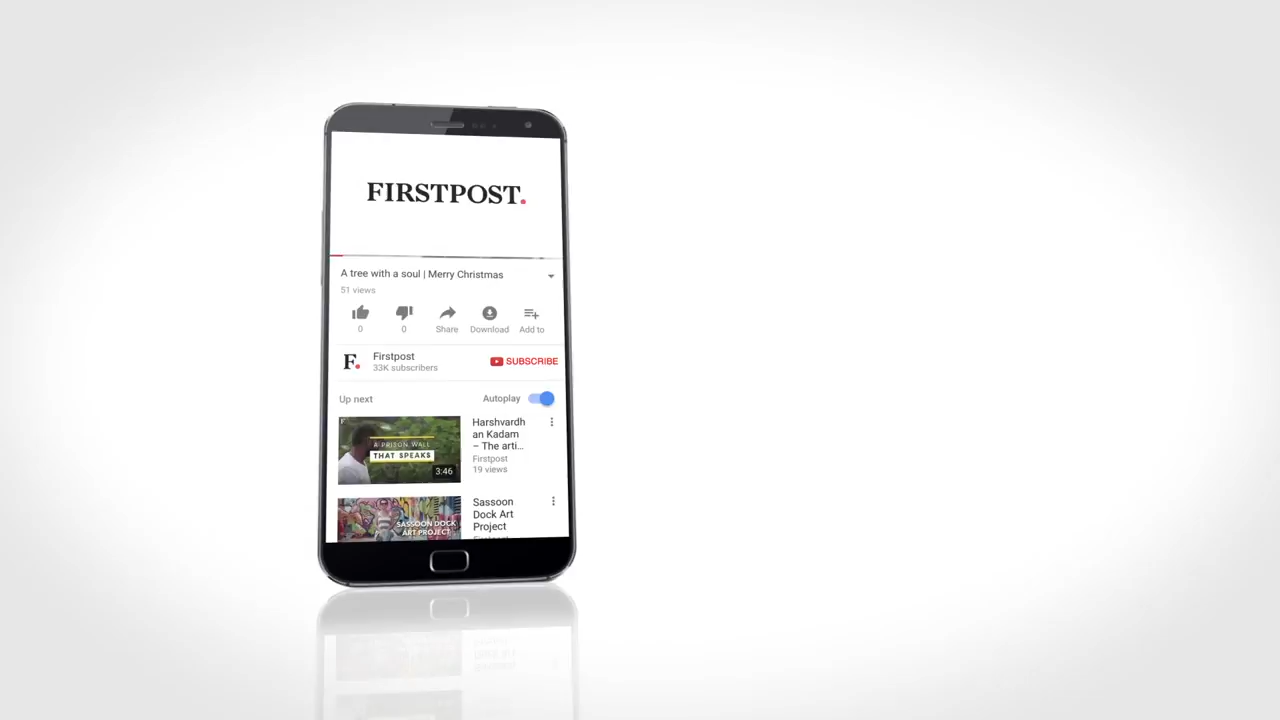 FIRSTPOST.
A tree with a soul | Merry Christmas
51 views
0
0
Share
Download
Add to
F.
Firstpost
33K subscribers
SUBSCRIBE
Up next
Autoplay
A PRISON WALL
THAT SPEAKS
3:46
Harshvardh
an Kadam
– The arti...
Firstpost
19 views
SASSOON DOCK
ART PROJECT
Sassoon
Dock Art
Project